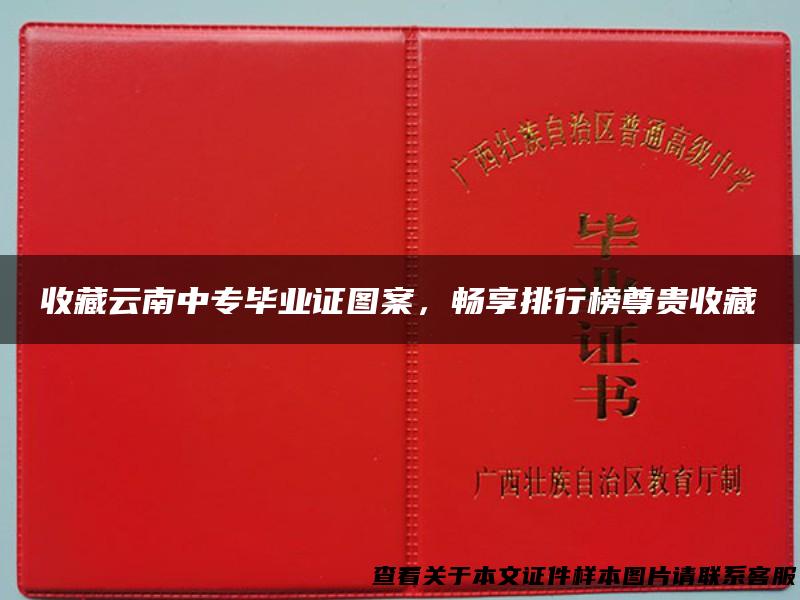 广西壮族自治区普通高级中学
毕业证书
收藏云南中专毕业证图案，畅享排行榜尊贵收藏
广西壮族自治区教育厅制
查看关于本文证件样本图片请联系客服